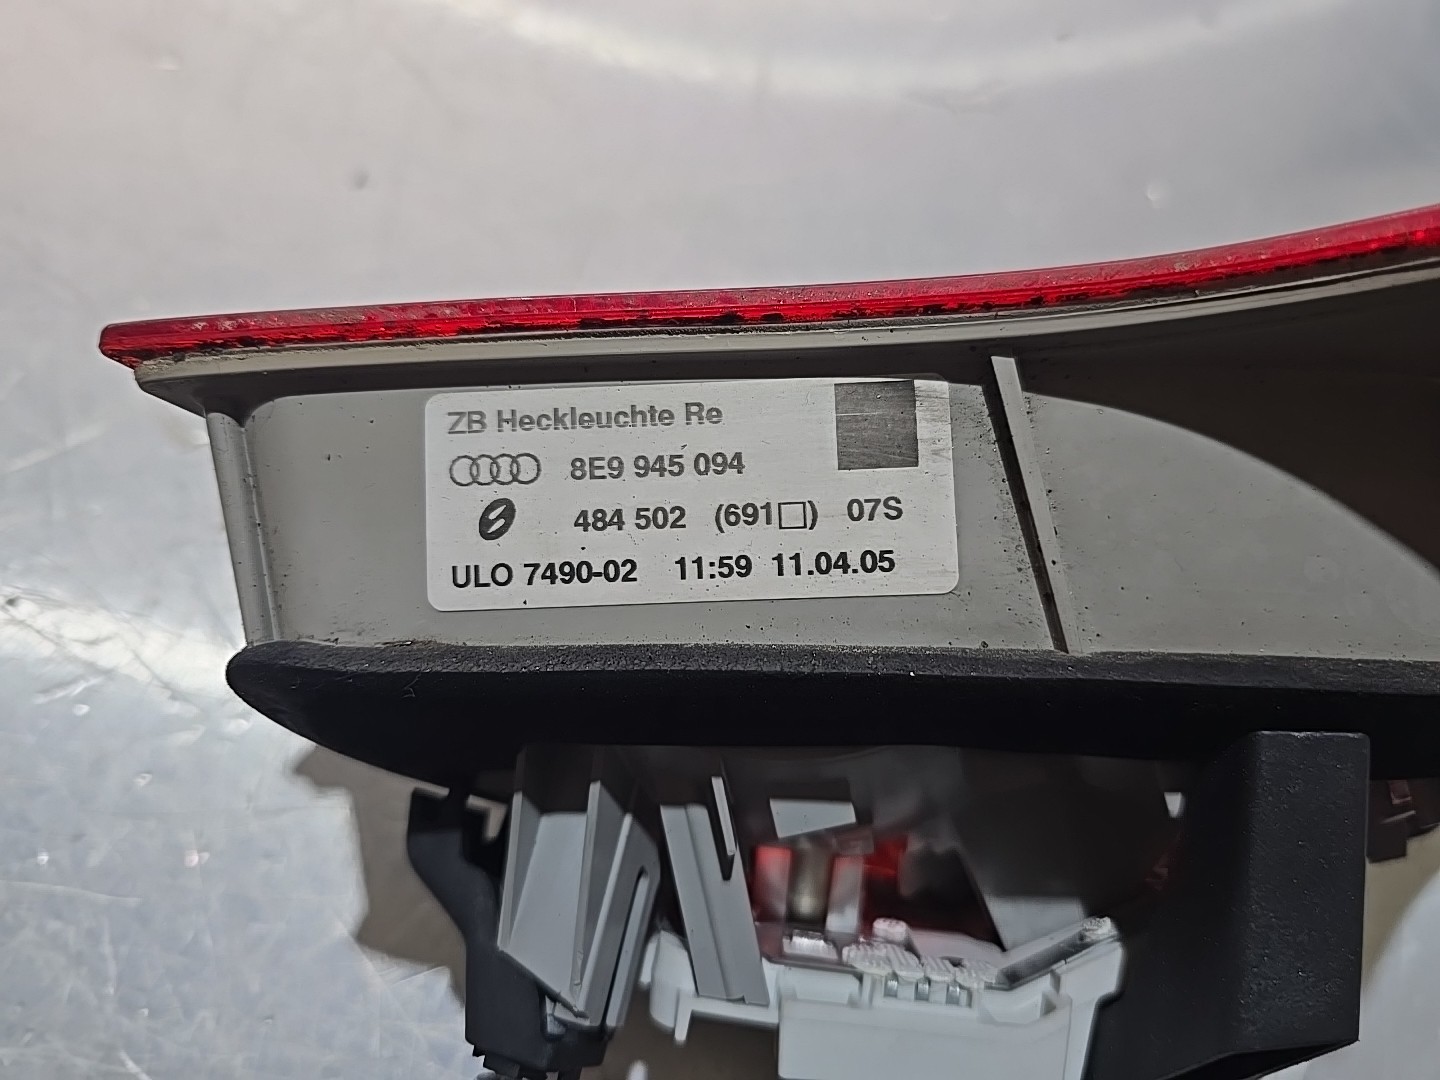 ZB Heckleuchte Re
8E9 945 094
484 502 (691□) 07S
ULO 7490-02 11:59 11.04.05